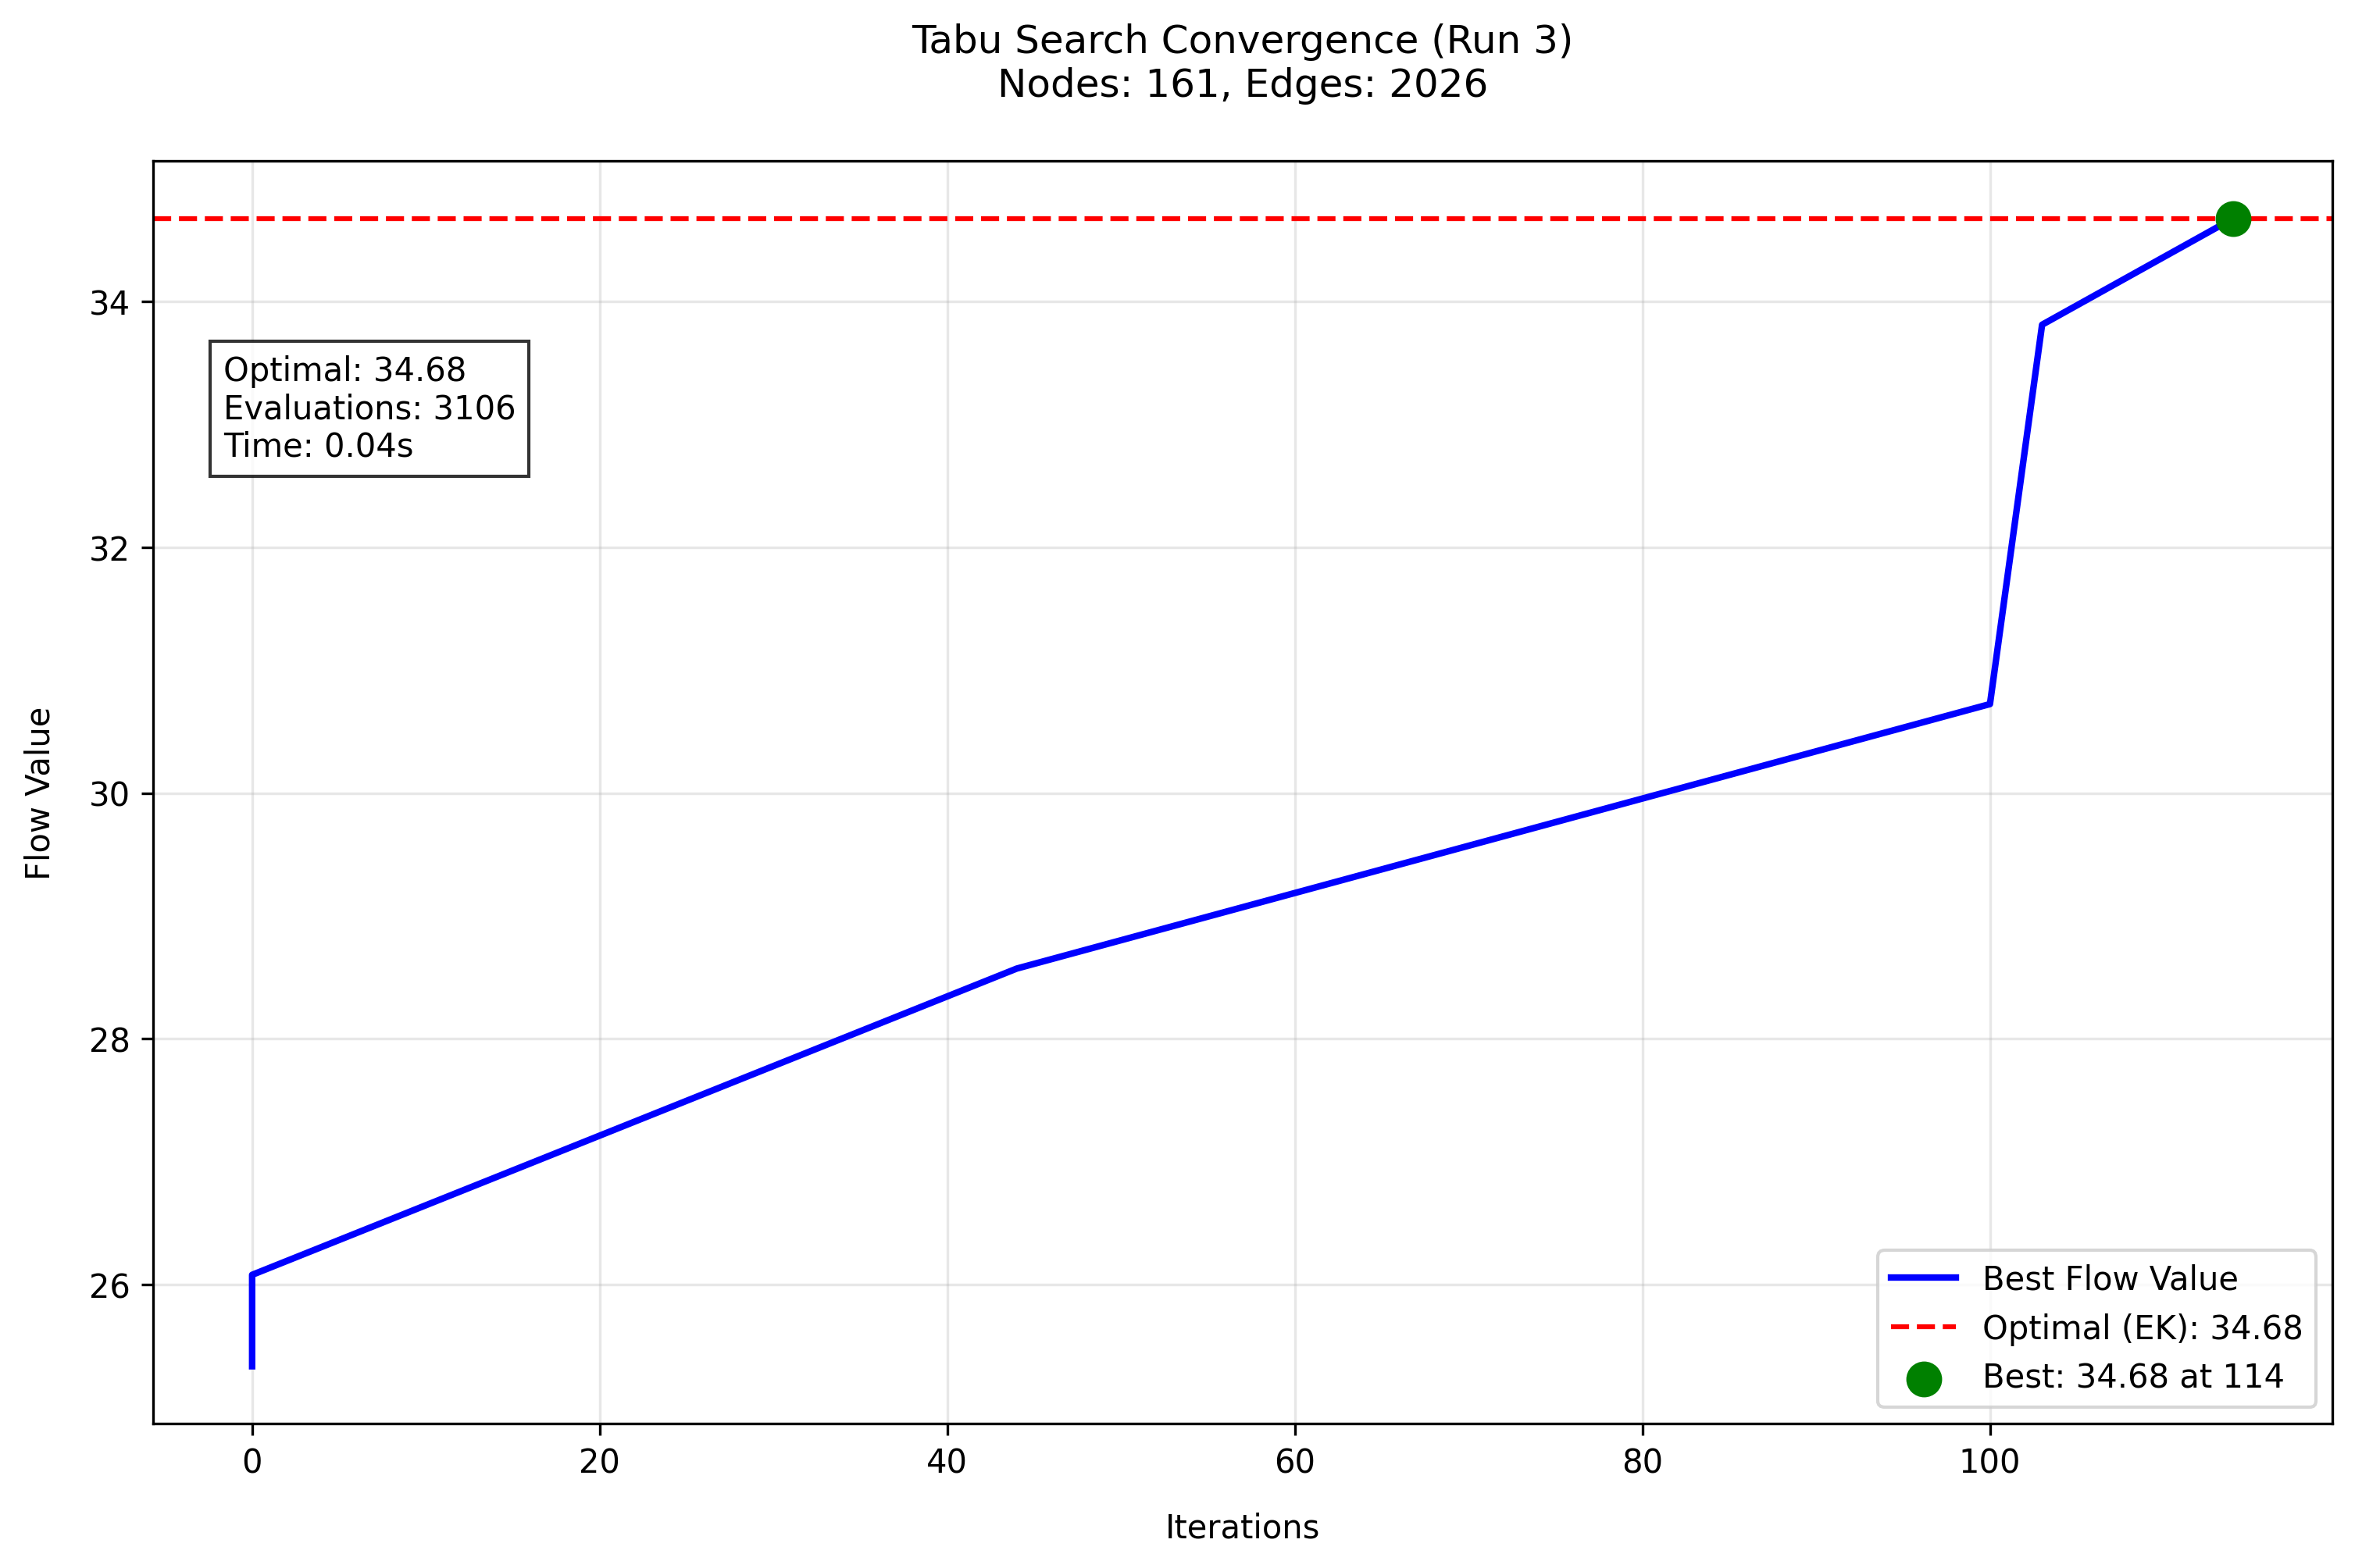 Tabu Search Convergence (Run 3)
Nodes: 161, Edges: 2026
34
32
30
28
26
Flow Value
Optimal: 34.68
Evaluations: 3106
Time: 0.04s
Best Flow Value
Optimal (EK): 34.68
Best: 34.68 at 114
0 20 40 60 80 100
Iterations